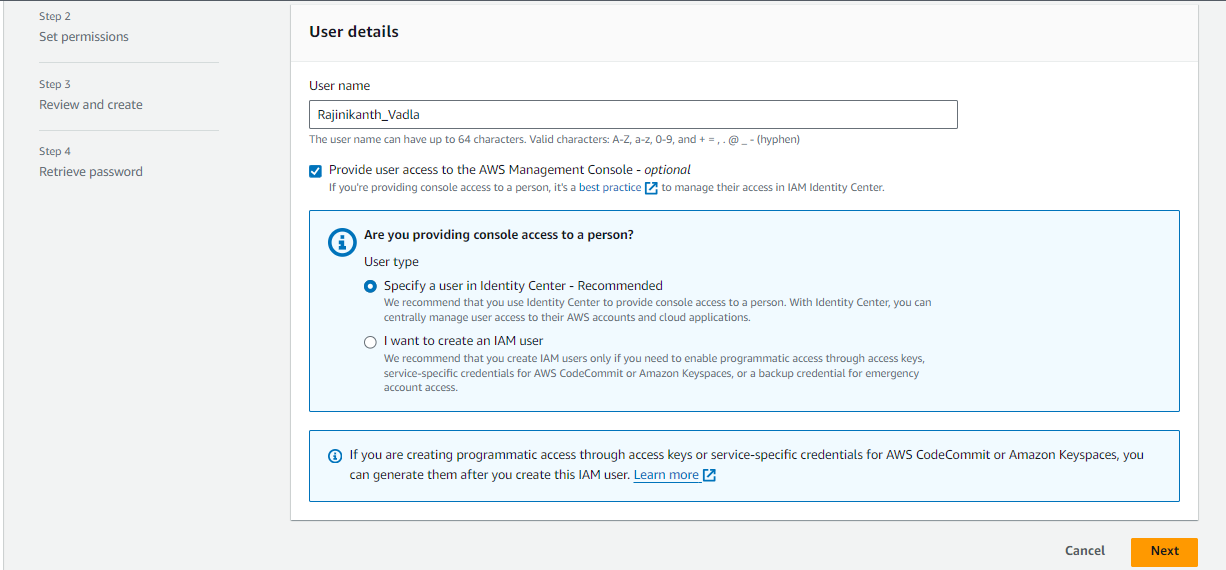 Step 2
Set permissions
Step 3
Review and create
Step 4
Retrieve password
User details
User name
Rajinikanth_Vadla
The user name can have up to 64 characters. Valid characters: A-Z, a-z, 0-9, and + = , . @ _ - (hyphen)
Provide user access to the AWS Management Console - optional
If you're providing console access to a person, it's a best practice to manage their access in IAM Identity Center.
Are you providing console access to a person?
User type
Specify a user in Identity Center - Recommended
We recommend that you use Identity Center to provide console access to a person. With Identity Center, you can
centrally manage user access to their AWS accounts and cloud applications.
I want to create an IAM user
We recommend that you create IAM users only if you need to enable programmatic access through access keys,
service-specific credentials for AWS CodeCommit or Amazon Keyspaces, or a backup credential for emergency
account access.
If you are creating programmatic access through access keys or service-specific credentials for AWS CodeCommit or Amazon Keyspaces, you
can generate them after you create this IAM user. Learn more
Cancel
Next